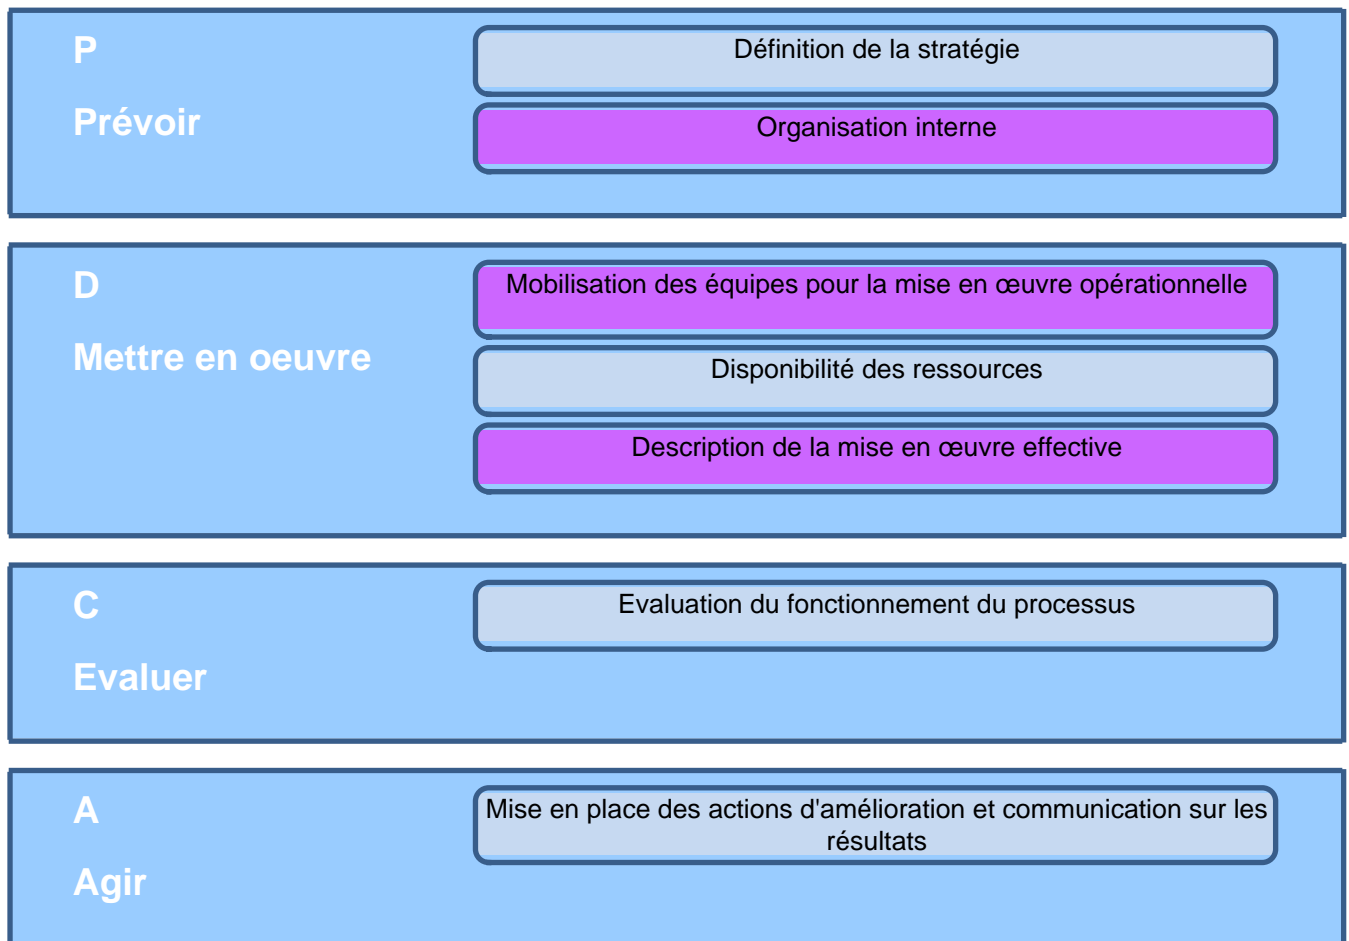 P
Prévoir
Définition de la stratégie
Organisation interne
D
Mettre en oeuvre
Mobilisation des équipes pour la mise en œuvre opérationnelle
Disponibilité des ressources
Description de la mise en œuvre effective
C
Evaluer
Evaluation du fonctionnement du processus
A
Agir
Mise en place des actions d'amélioration et communication sur les
résultats